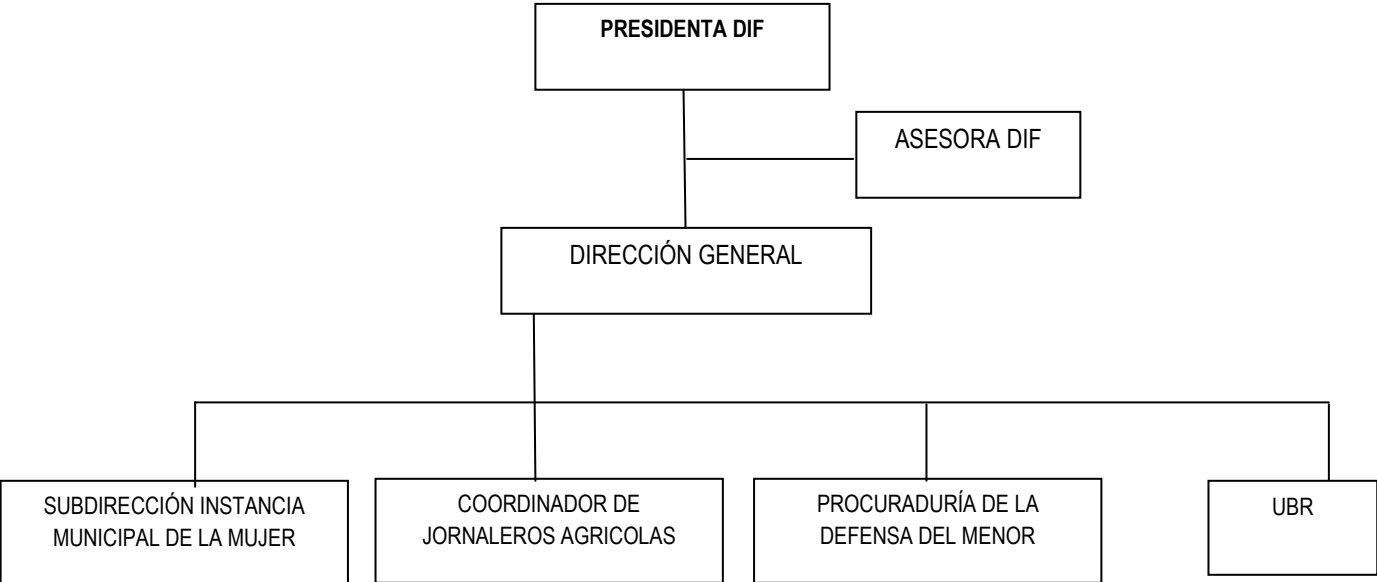 PRESIDENTA DIF
ASESORA DIF
DIRECCIÓN GENERAL
SUBDIRECCIÓN INSTANCIA
MUNICIPAL DE LA MUJER
COORDINADOR DE
JORNALEROS AGRICOLAS
PROCURADURÍA DE LA
DEFENSA DEL MENOR
UBR